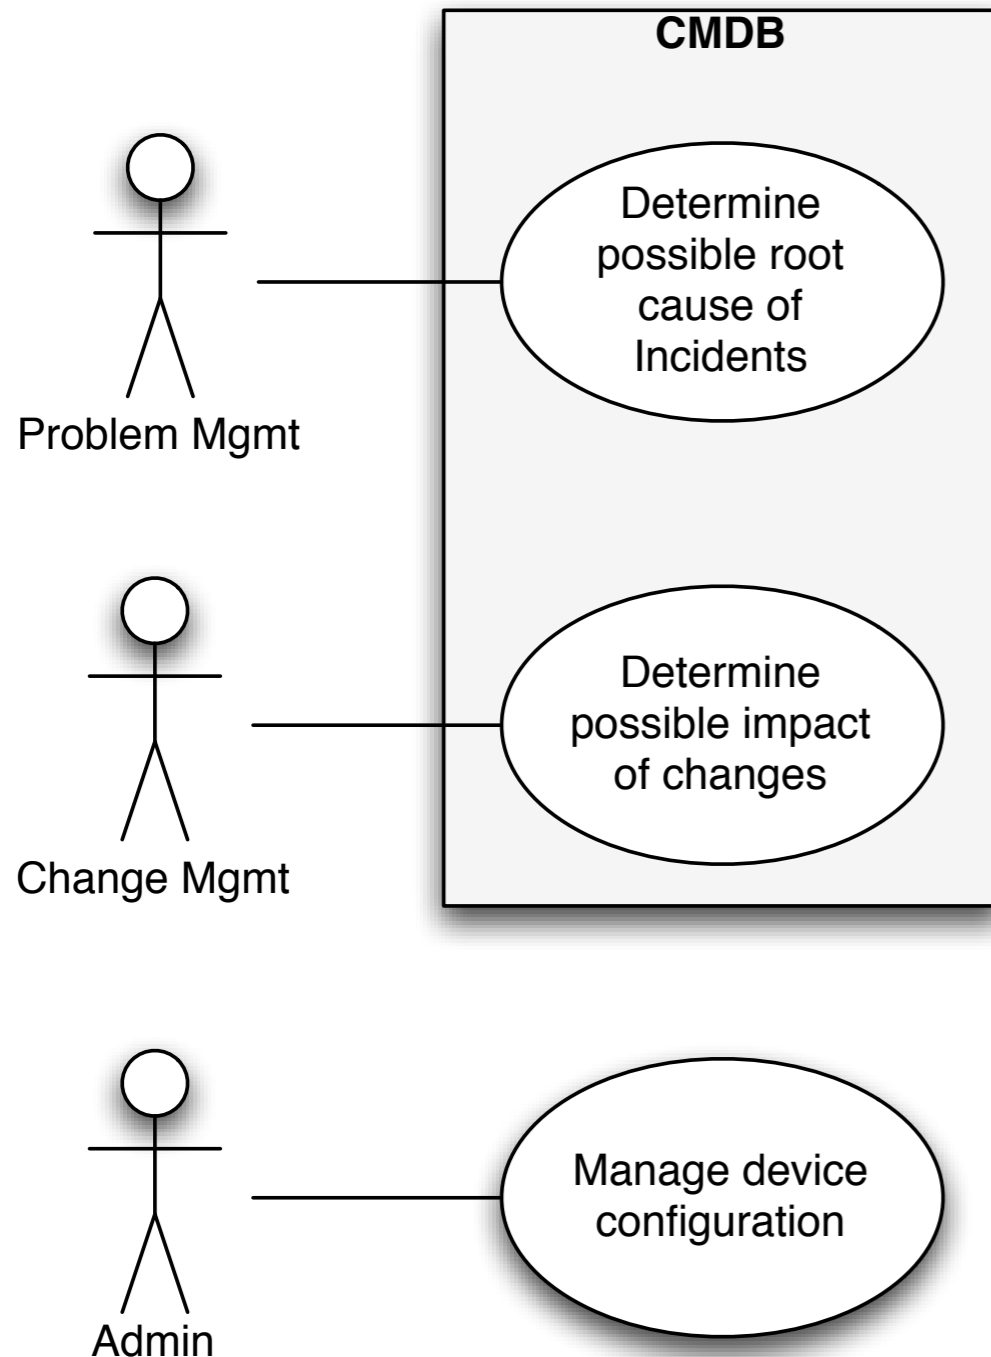 CMDB
Determine
possible root
cause of
Incidents
Problem Mgmt
Determine
possible impact
of changes
Change Mgmt
Manage device
configuration
Admin